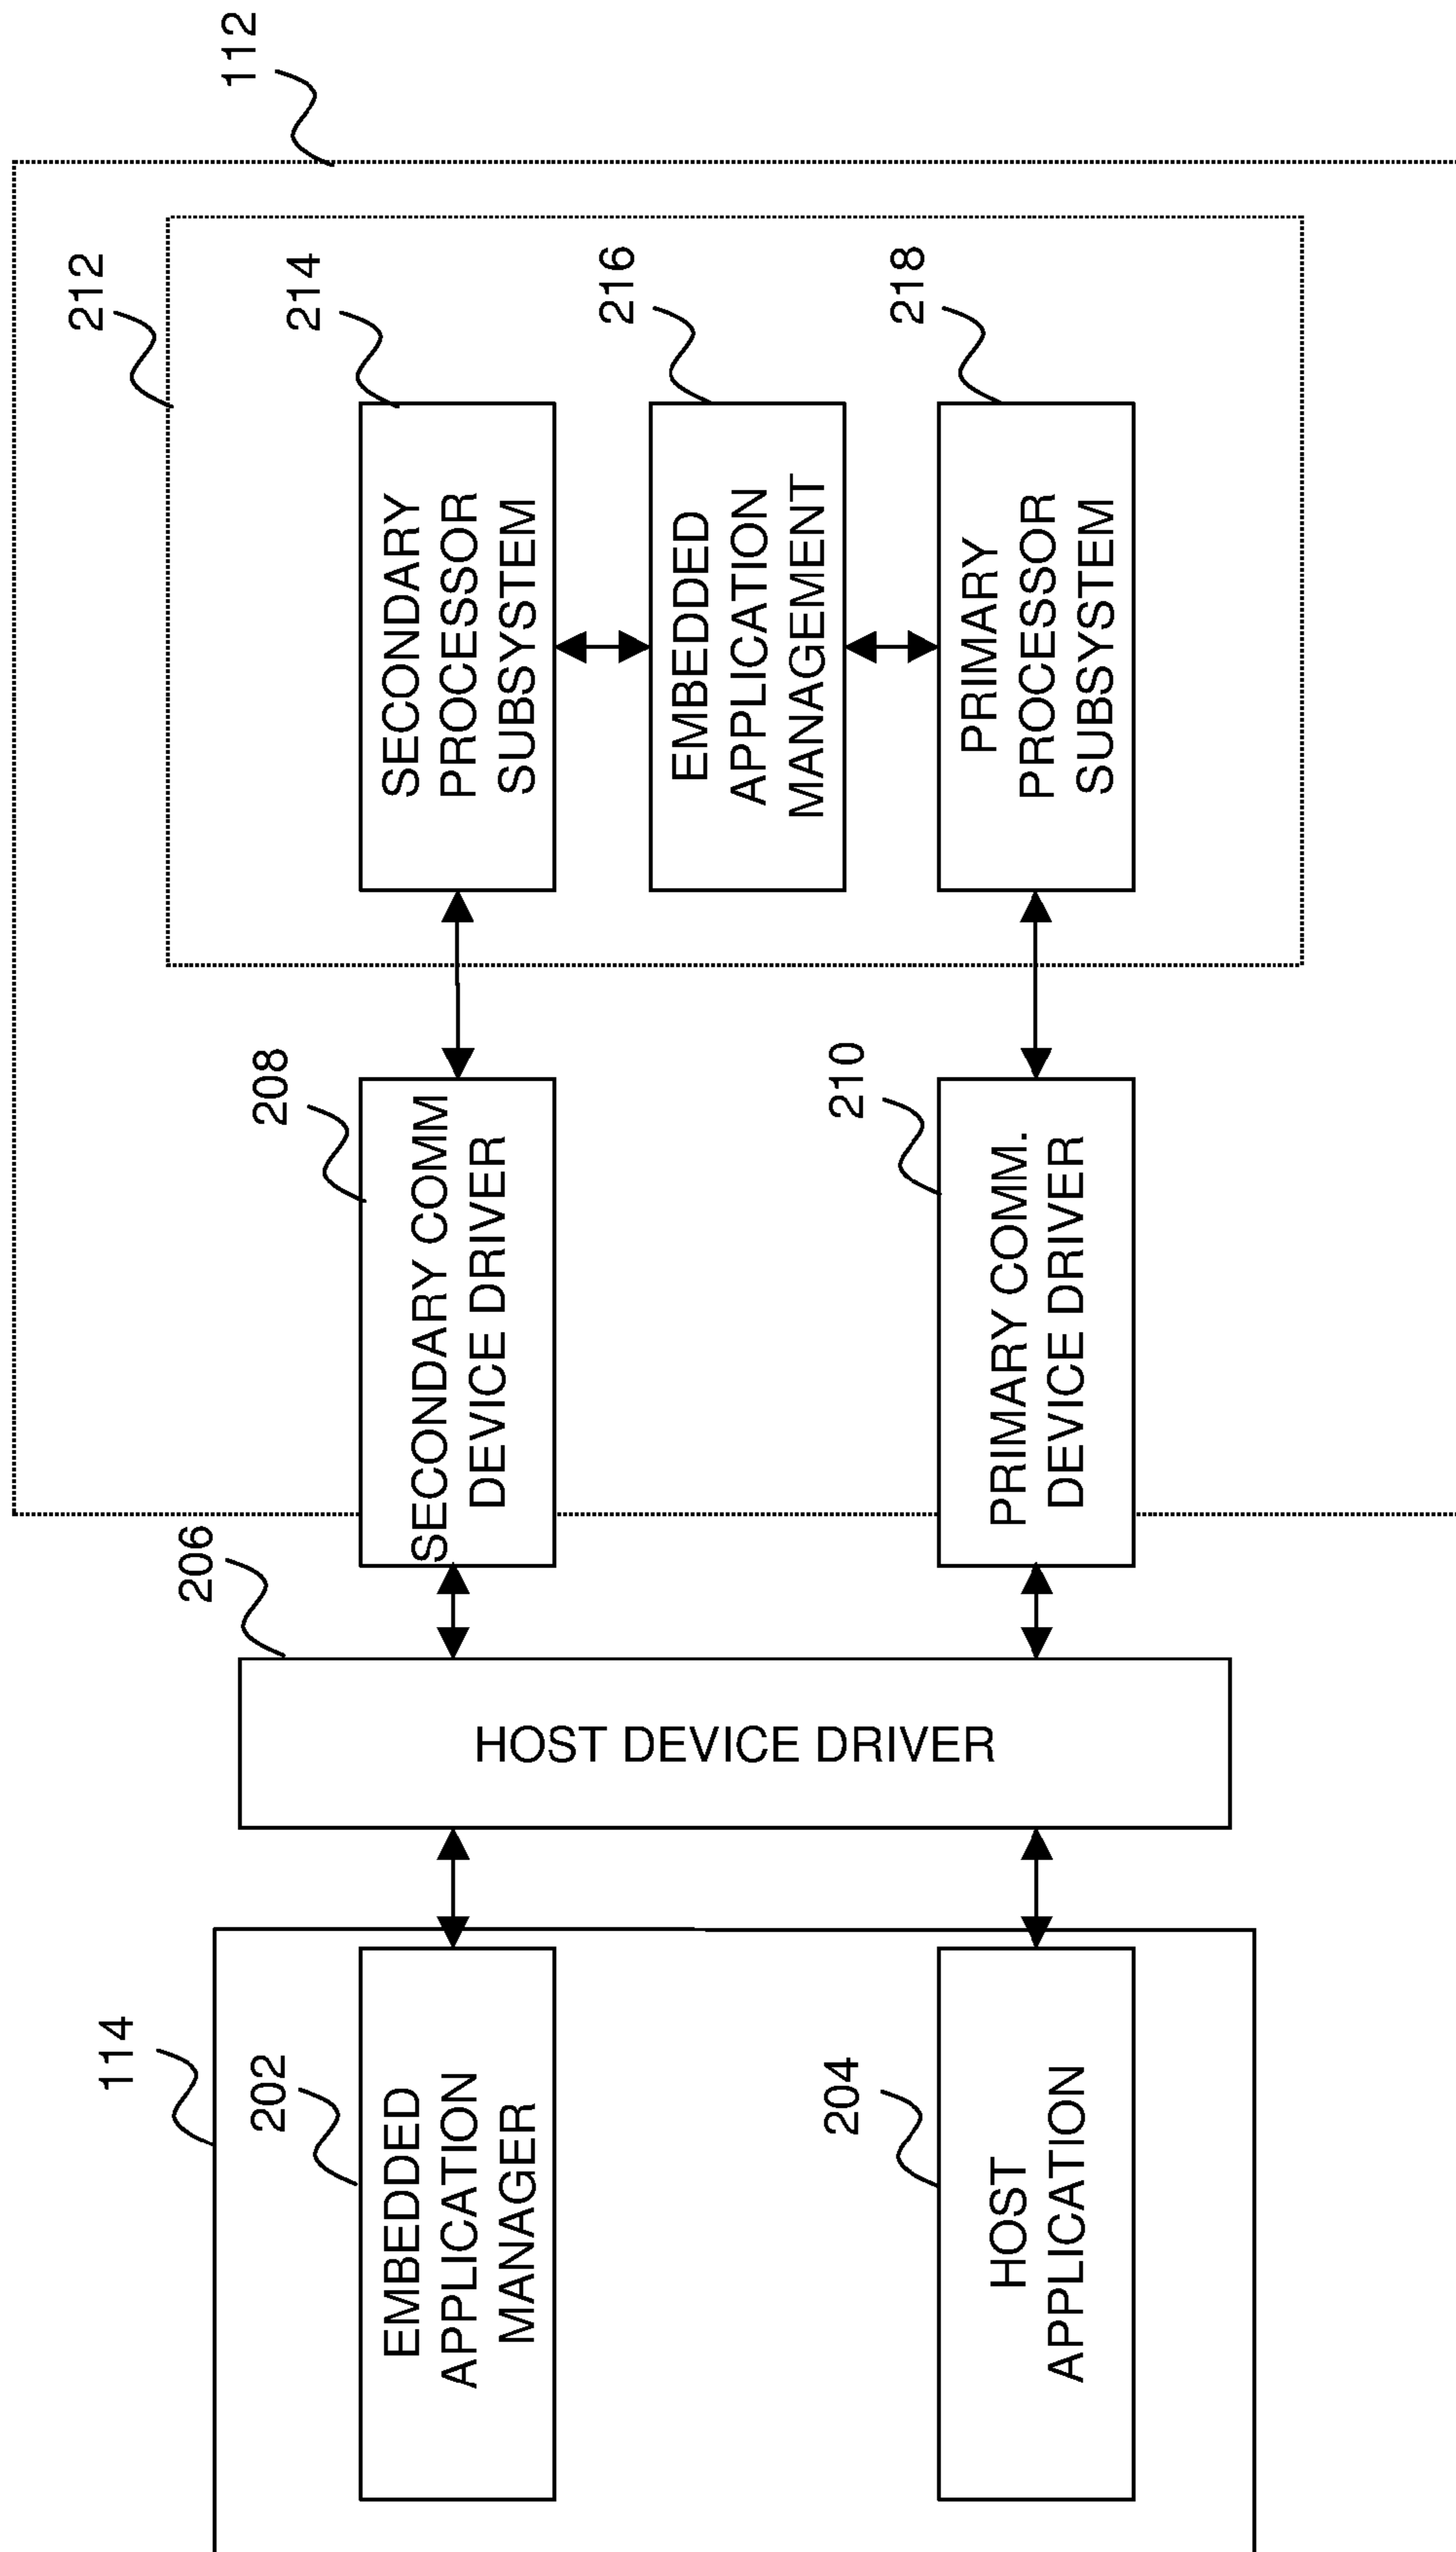 112
212
214
216
218
SECONDARY
PROCESSOR
SUBSYSTEM
EMBEDDED
APPLICATION
MANAGEMENT
PRIMARY
PROCESSOR
SUBSYSTEM
208
210
SECONDARY COMM
DEVICE DRIVER
PRIMARY COMM.
DEVICE DRIVER
206
HOST DEVICE DRIVER
114
202
204
EMBEDDED
APPLICATION
MANAGER
HOST
APPLICATION